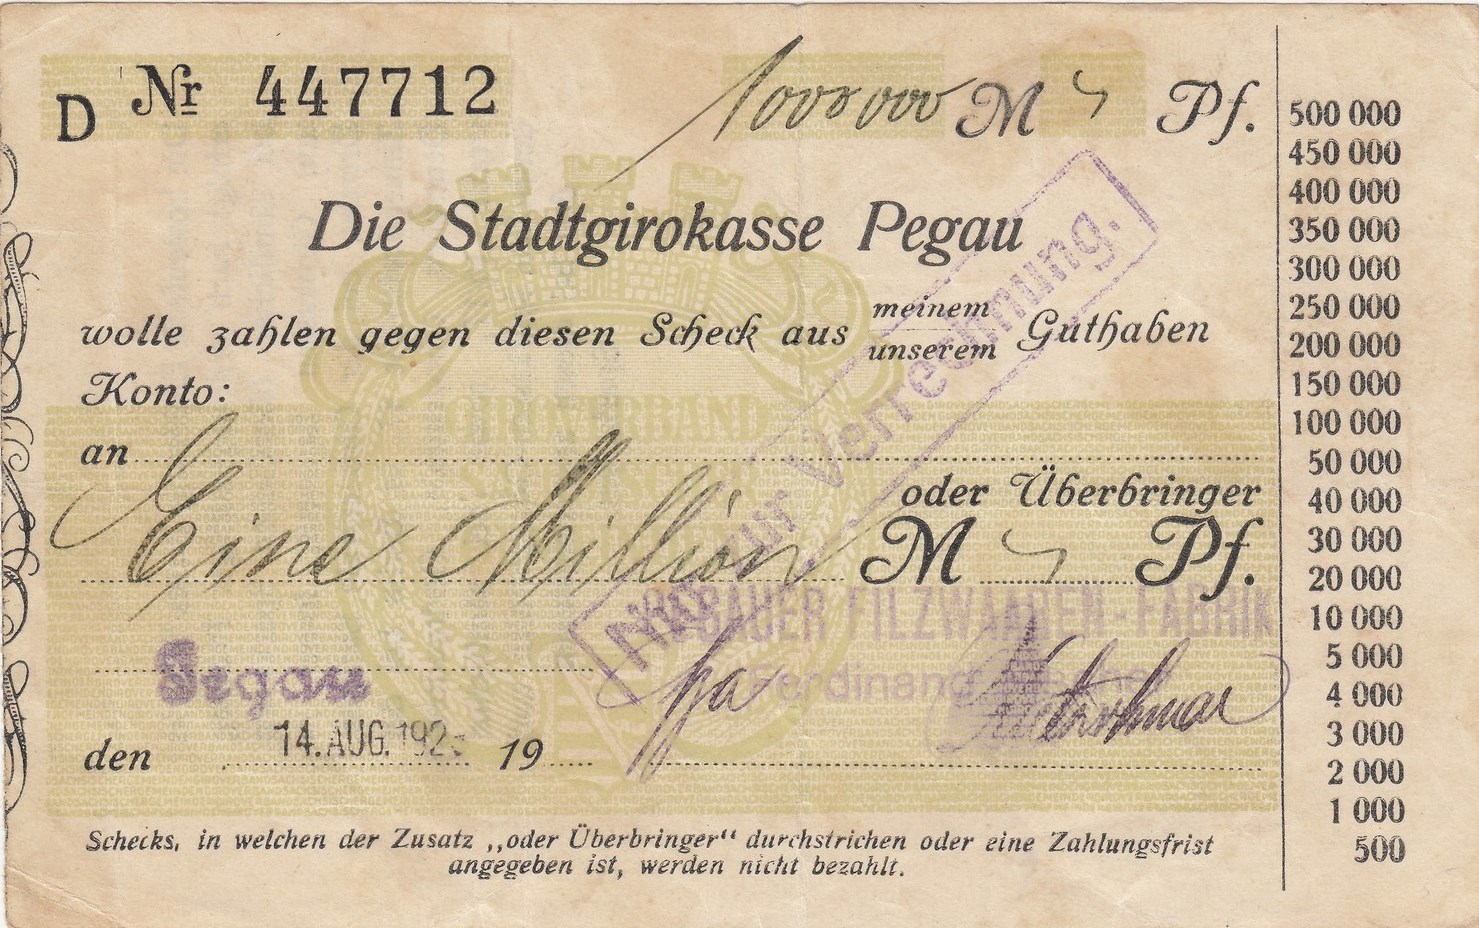 D Nr 447712 1000000 M Pf.
Die Stadtgirokasse Pegau
wolle zahlen gegen diesen Scheck aus meinem
unserem Guthaben
Konto:
an
oder Überbringer
Eine Million M Pf.
Nur zur Verrechnung.
PEGAUER FILZWAAREN-FABRIK
Pegau
ppa Ferdinand
den 14. AUG. 192 19
Schecks, in welchen der Zusatz „oder Überbringer“ durchstrichen oder eine Zahlungsfrist
angegeben ist, werden nicht bezahlt.
500 000
450 000
400 000
350 000
300 000
250 000
200 000
150 000
100 000
50 000
40 000
30 000
20 000
10 000
5 000
4 000
3 000
2 000
1 000
500